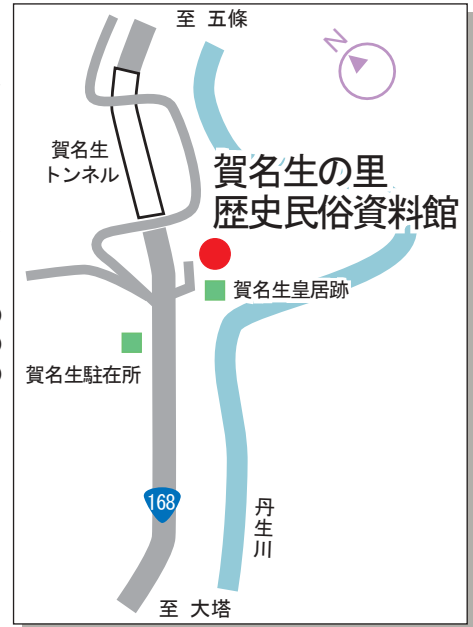 至 五條
N
賀名生
トンネル
賀名生の里
歴史民俗資料館
賀名生皇居跡
賀名生駐在所
168
丹生川
至 大塔